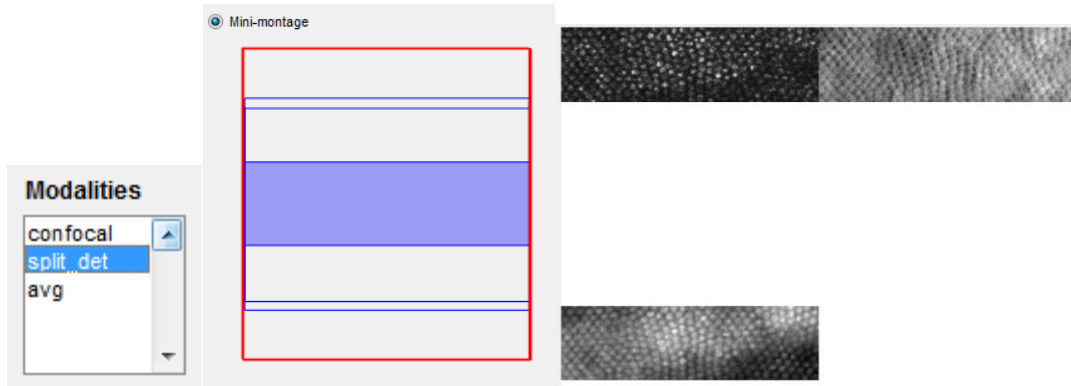 Mini-montage
Modalities
confocal
split_det
avg